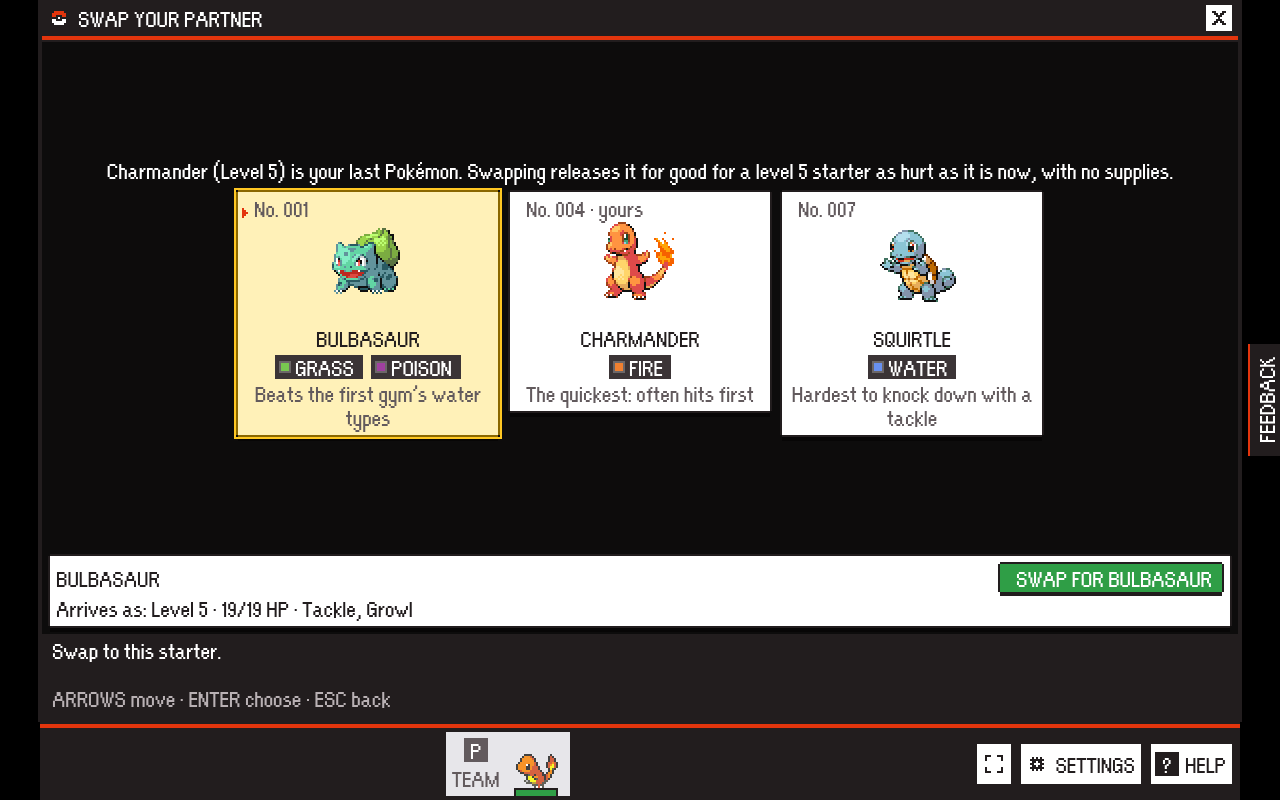 SWAP YOUR PARTNER
X
Charmander (Level 5) is your last Pokémon. Swapping releases it for good for a level 5 starter as hurt as it is now, with no supplies.
No. 001
BULBASAUR
GRASS POISON
Beats the first gym's water
types
No. 004 · yours
CHARMANDER
FIRE
The quickest: often hits first
No. 007
SQUIRTLE
WATER
Hardest to knock down with a
tackle
FEEDBACK
BULBASAUR
SWAP FOR BULBASAUR
Arrives as: Level 5 · 19/19 HP · Tackle, Growl
Swap to this starter.
ARROWS move · ENTER choose · ESC back
P
TEAM
SETTINGS
? HELP